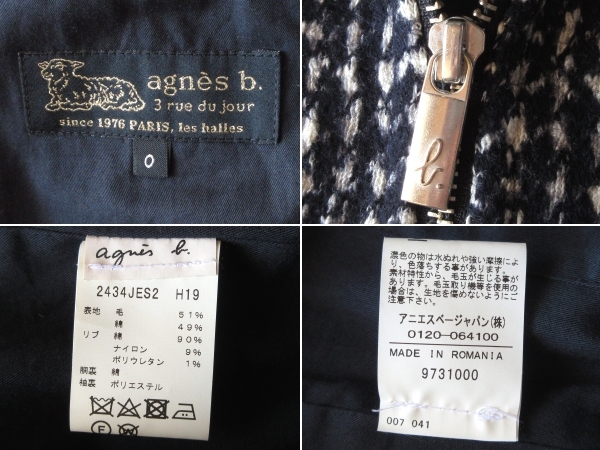 agnès b.
3 rue du jour
since 1976 PARIS, les halles
0
b.
agnès b.
2434JES2 H19
表地 毛 51%
綿 49%
リブ 綿 90%
ナイロン 9%
ポリウレタン 1%
胴裏 綿
袖裏 ポリエステル
濃色の物は水ぬれや強い摩擦によ
り、色落ちする事があります。
素材特性から、毛玉が生じる事が
あります。毛玉取り機等を使用の
場合は、生地を傷めないようにご
注意下さい。
アニエスベージャパン(株)
0120-064100
MADE IN ROMANIA
9731000
007 041